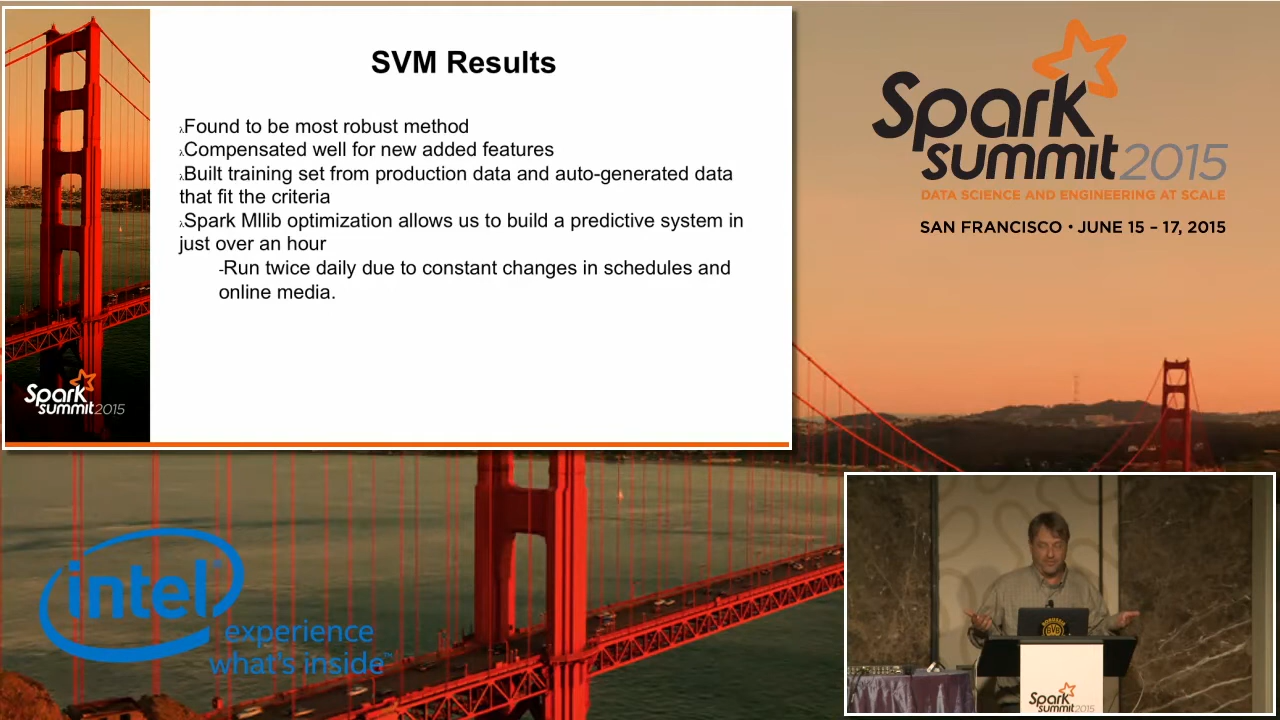 SVM Results
Found to be most robust method
Compensated well for new added features
Built training set from production data and auto-generated data
that fit the criteria
Spark Mllib optimization allows us to build a predictive system in
just over an hour
-Run twice daily due to constant changes in schedules and
online media.
Spark
summit 2015
Spark
summit 2015
DATA SCIENCE AND ENGINEERING AT SCALE
SAN FRANCISCO • JUNE 15 – 17, 2015
intel®
experience
what's inside™
Spark
summit 2015